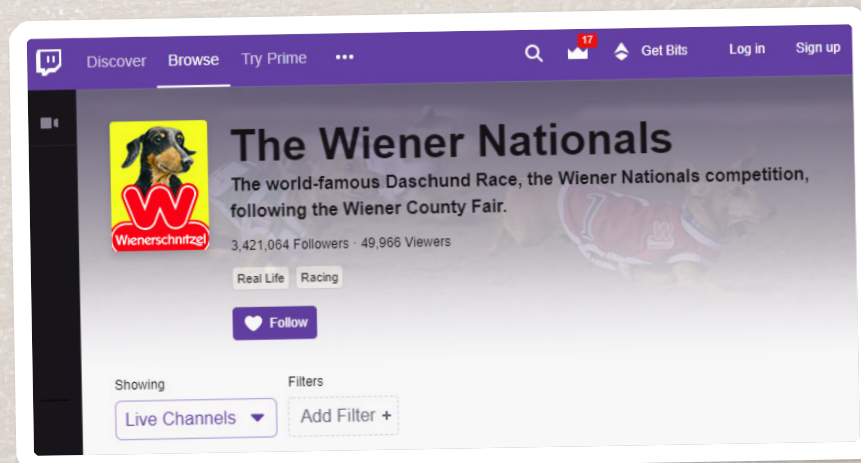 Discover Browse Try Prime ••• 17 Get Bits Log in Sign up
The Wiener Nationals
The world-famous Daschund Race, the Wiener Nationals competition,
following the Wiener County Fair.
W
Wienerschnitzel
3,421,064 Followers · 49,966 Viewers
Real Life Racing
Follow
Showing Filters
Live Channels Add Filter +
1